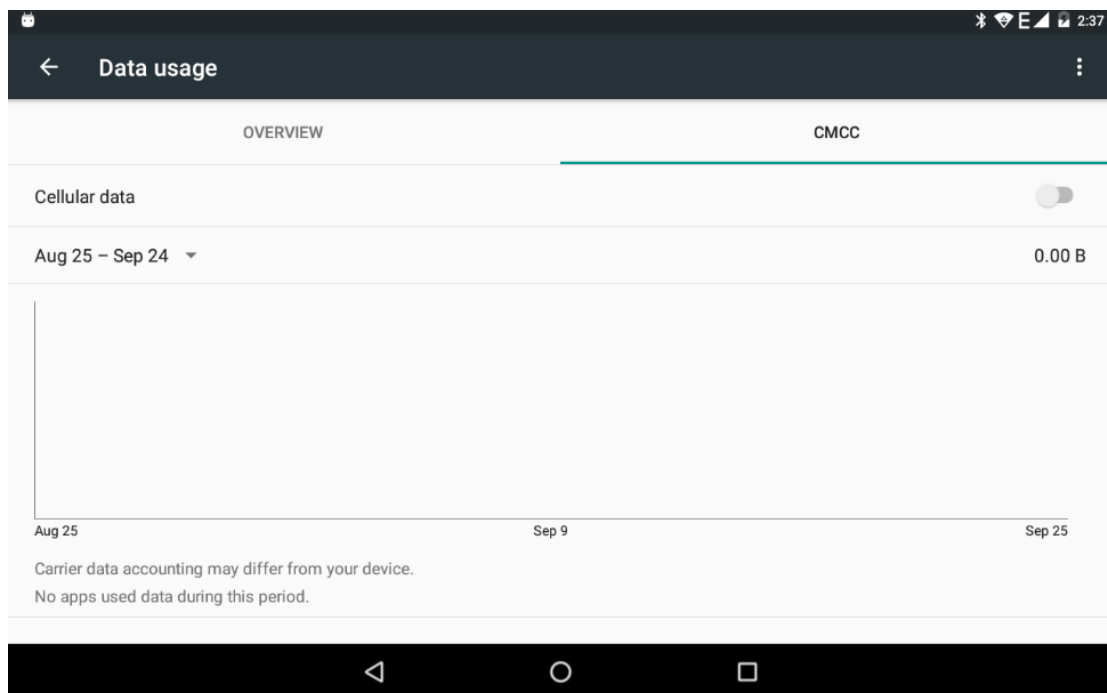 E 2:37
Data usage
OVERVIEW CMCC
Cellular data
Aug 25 – Sep 24 0.00 B
Aug 25 Sep 9 Sep 25
Carrier data accounting may differ from your device.
No apps used data during this period.